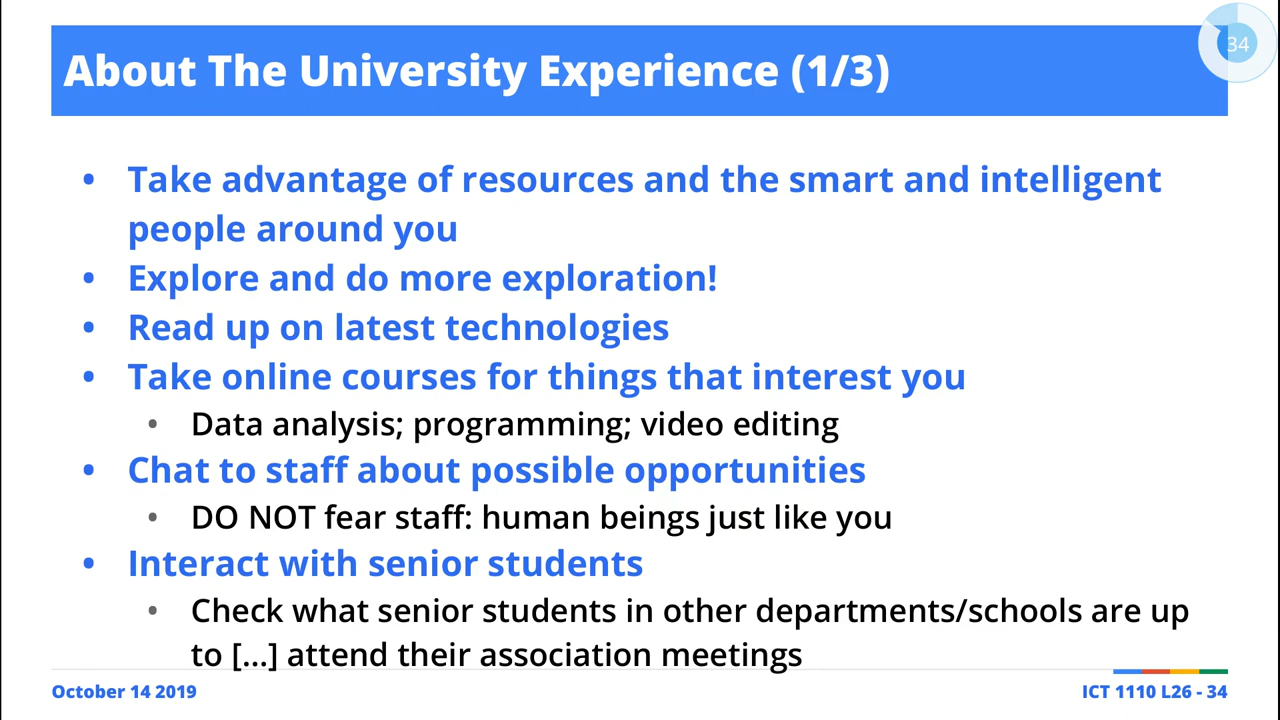 About The University Experience (1/3)
34
• Take advantage of resources and the smart and intelligent
people around you
• Explore and do more exploration!
• Read up on latest technologies
• Take online courses for things that interest you
• Data analysis; programming; video editing
• Chat to staff about possible opportunities
• DO NOT fear staff: human beings just like you
• Interact with senior students
• Check what senior students in other departments/schools are up
to [...] attend their association meetings
October 14 2019
ICT 1110 L26 - 34